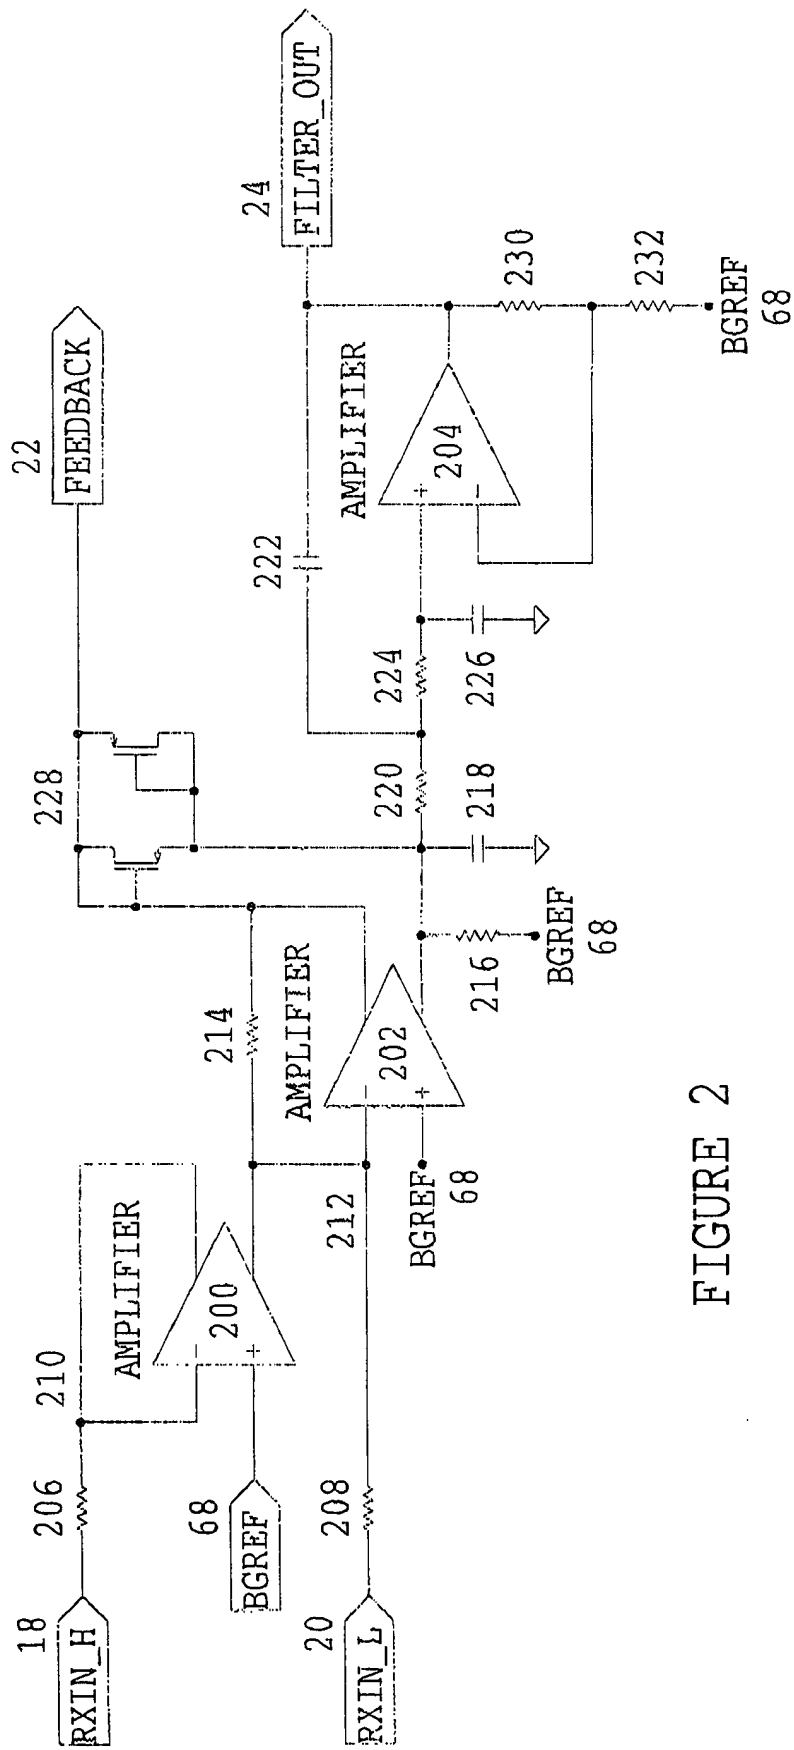 18
RXIN_H
206
210
AMPLIFIER
200
-
+
68
BGREF
20
RXIN_L
208
212
BGREF
68
214
AMPLIFIER
202
-
+
216
BGREF
68
228
22
FEEDBACK
218
220
224
226
222
AMPLIFIER
204
+
-
24
FILTER_OUT
230
232
BGREF
68
FIGURE 2